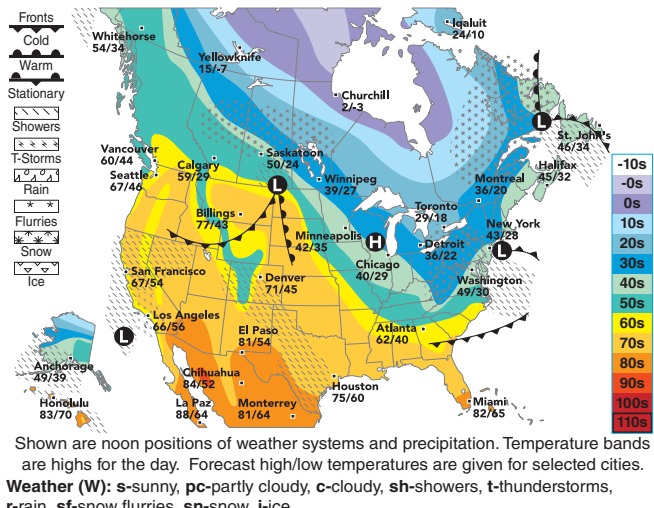 Fronts
Cold
Warm
Stationary
Showers
T-Storms
Rain
Flurries
Snow
Ice
Whitehorse
54/34
Yellowknife
15/-7
Iqaluit
24/10
Churchill
2/-3
Vancouver
60/44
Seattle
67/46
Calgary
59/29
Saskatoon
50/24
Winnipeg
39/27
Billings
77/43
Minneapolis
42/35
Toronto
29/18
Montreal
36/20
Halifax
45/32
St. John's
46/34
Detroit
36/22
New York
43/28
Chicago
40/29
Washington
49/30
San Francisco
67/54
Denver
71/45
Los Angeles
66/56
El Paso
81/54
Atlanta
62/40
Chihuahua
84/52
Houston
75/60
La Paz
88/64
Monterrey
81/64
Miami
82/65
Anchorage
49/39
Honolulu
83/70
L
L
L
L
H
-10s
-0s
0s
10s
20s
30s
40s
50s
60s
70s
80s
90s
100s
110s
Shown are noon positions of weather systems and precipitation. Temperature bands
are highs for the day. Forecast high/low temperatures are given for selected cities.
Weather (W): s-sunny, pc-partly cloudy, c-cloudy, sh-showers, t-thunderstorms,
r-rain, sf-snow flurries, sn-snow, i-ice